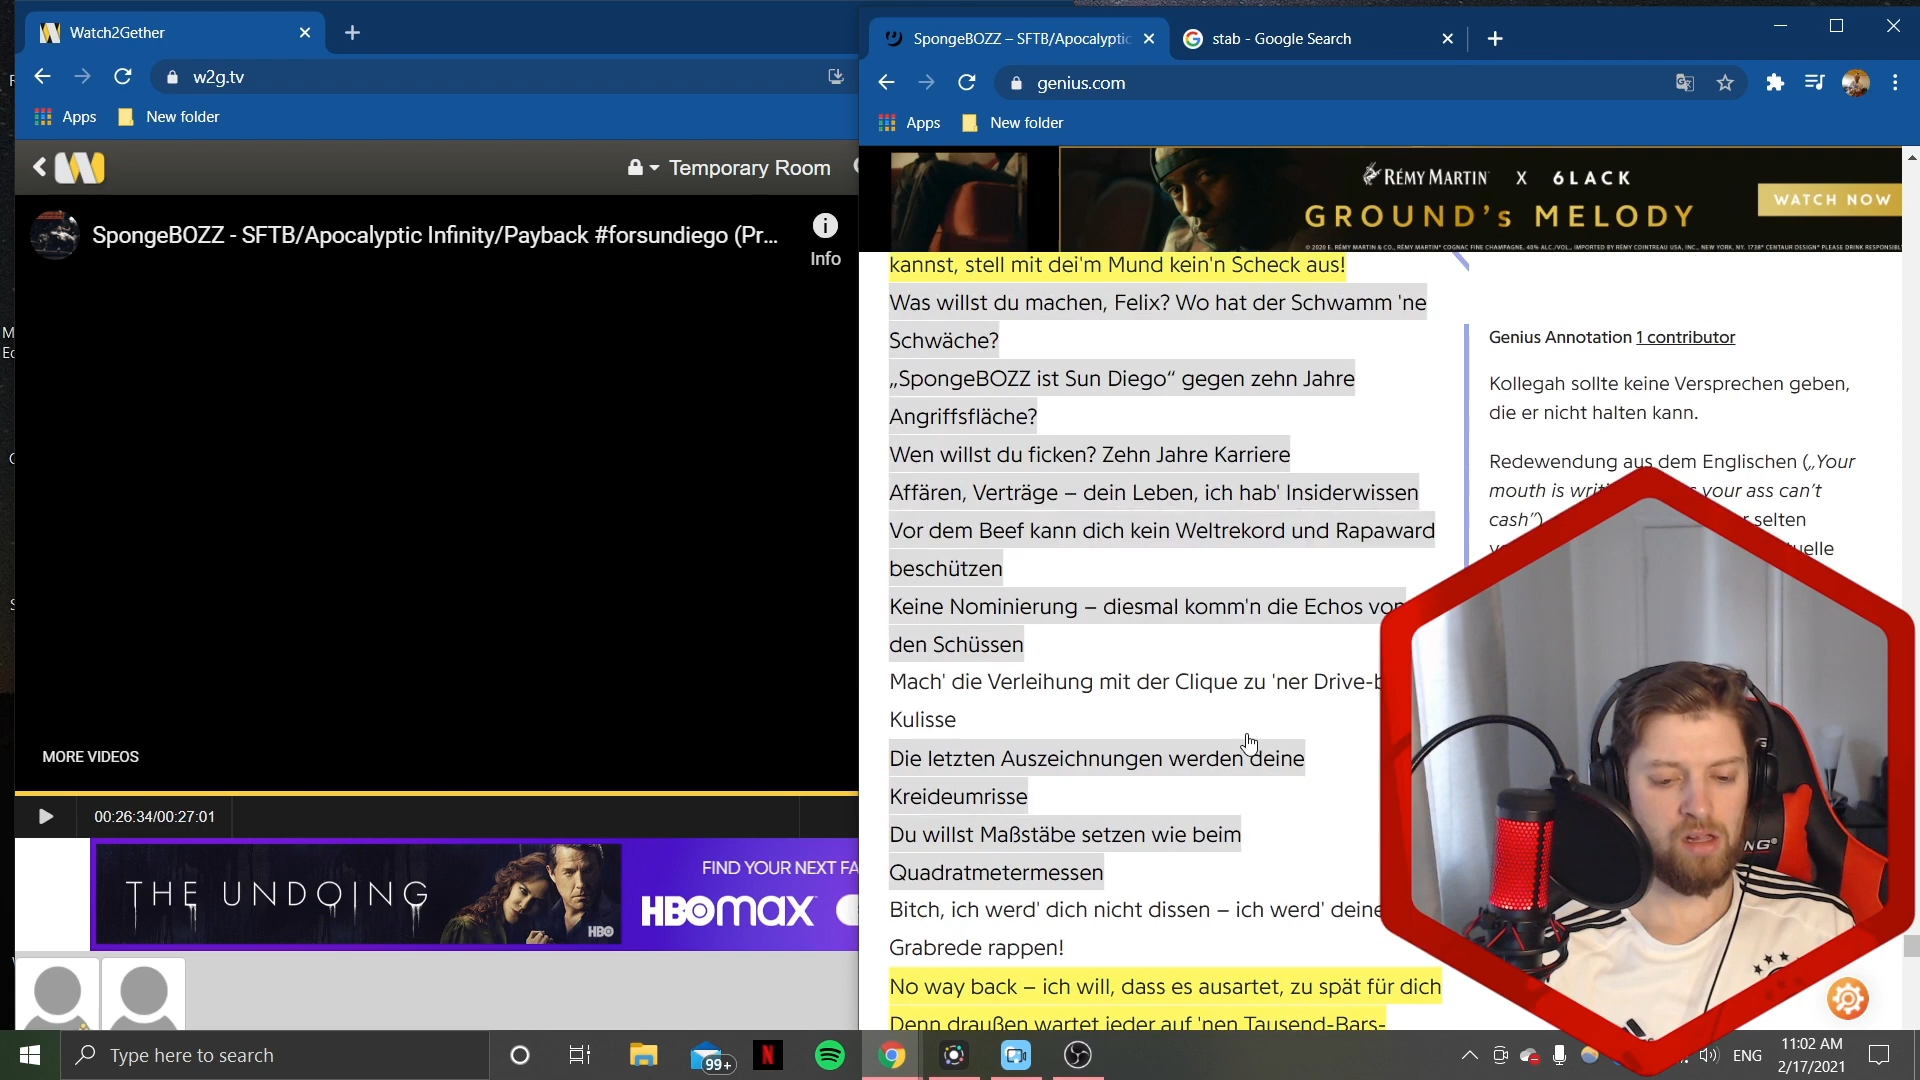 Watch2Gether
w2g.tv
Apps
New folder
Temporary Room
SpongeBOZZ - SFTB/Apocalyptic Infinity/Payback #forsundiego (Pr...
Info
MORE VIDEOS
00:26:34/00:27:01
THE UNDOING
HBO
FIND YOUR NEXT FA
HBOmax
SpongeBOZZ – SFTB/Apocalyptic
stab - Google Search
genius.com
Apps
New folder
RÉMY MARTIN X 6LACK
GROUND's MELODY
WATCH NOW
kannst, stell mit dei'm Mund kein'n Scheck aus!
Was willst du machen, Felix? Wo hat der Schwamm 'ne
Schwäche?
„SpongeBOZZ ist Sun Diego“ gegen zehn Jahre
Angriffsfläche?
Wen willst du ficken? Zehn Jahre Karriere
Affären, Verträge – dein Leben, ich hab' Insiderwissen
Vor dem Beef kann dich kein Weltrekord und Rapaward
beschützen
Keine Nominierung – diesmal komm'n die Echos von
den Schüssen
Mach' die Verleihung mit der Clique zu 'ner Drive-b
Kulisse
Die letzten Auszeichnungen werden deine
Kreideumrisse
Du willst Maßstäbe setzen wie beim
Quadratmetermessen
Bitch, ich werd' dich nicht dissen – ich werd' deine
Grabrede rappen!
No way back – ich will, dass es ausartet, zu spät für dich
Denn draußen wartet jeder auf 'nen Tausend-Bars-
Genius Annotation 1 contributor
Kollegah sollte keine Versprechen geben,
die er nicht halten kann.
Redewendung aus dem Englischen („Your
mouth is your ass can't
cash“) selten
Type here to search
99+
ENG
11:02 AM
2/17/2021